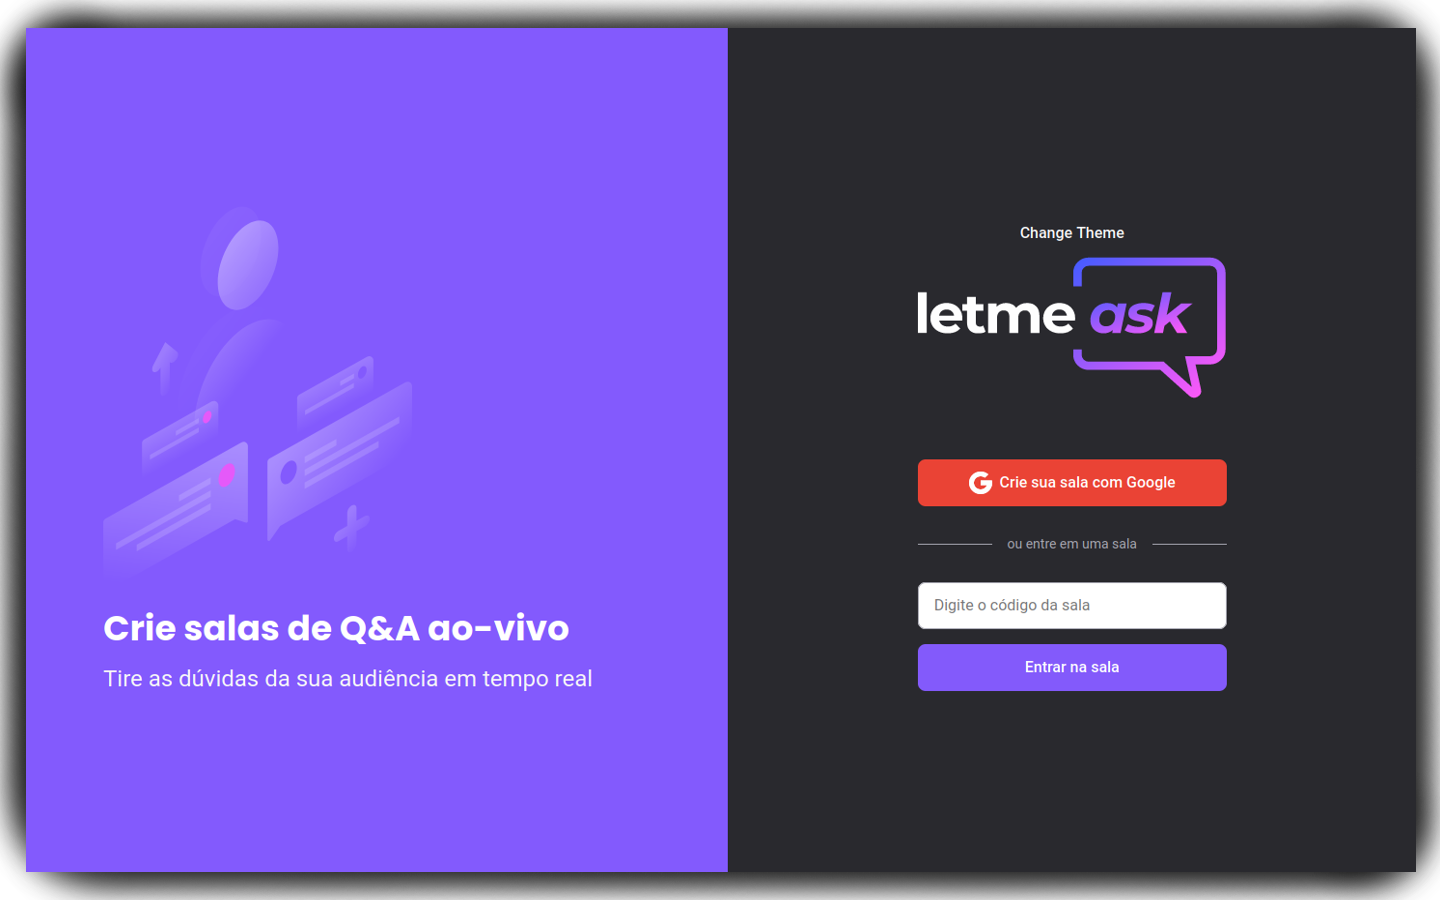 Crie salas de Q&A ao-vivo
Tire as dúvidas da sua audiência em tempo real
Change Theme
letme ask
Crie sua sala com Google
ou entre em uma sala
Digite o código da sala
Entrar na sala